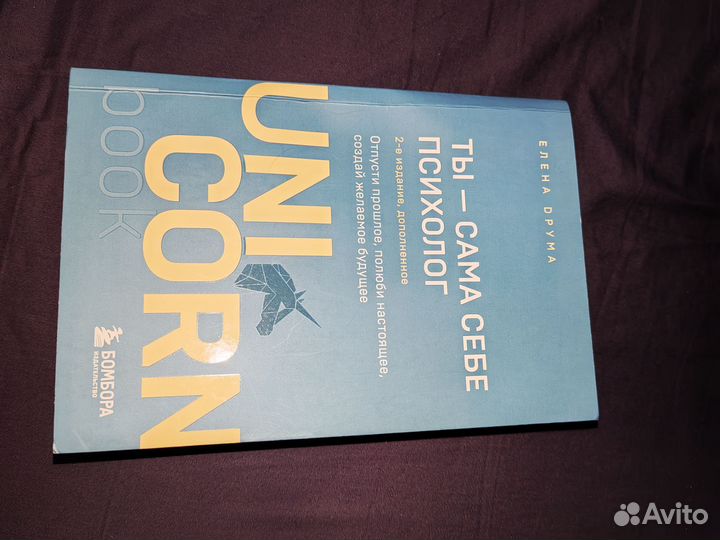 ЕЛЕНА DРУМА
ТЫ — САМА СЕБЕ
ПСИХОЛОГ
2-е издание, дополненное
Отпусти прошлое, полюби настоящее,
создай желаемое будущее
UNI
CORN
book
БОМБОРА
ИЗДАТЕЛЬСТВО
Avito